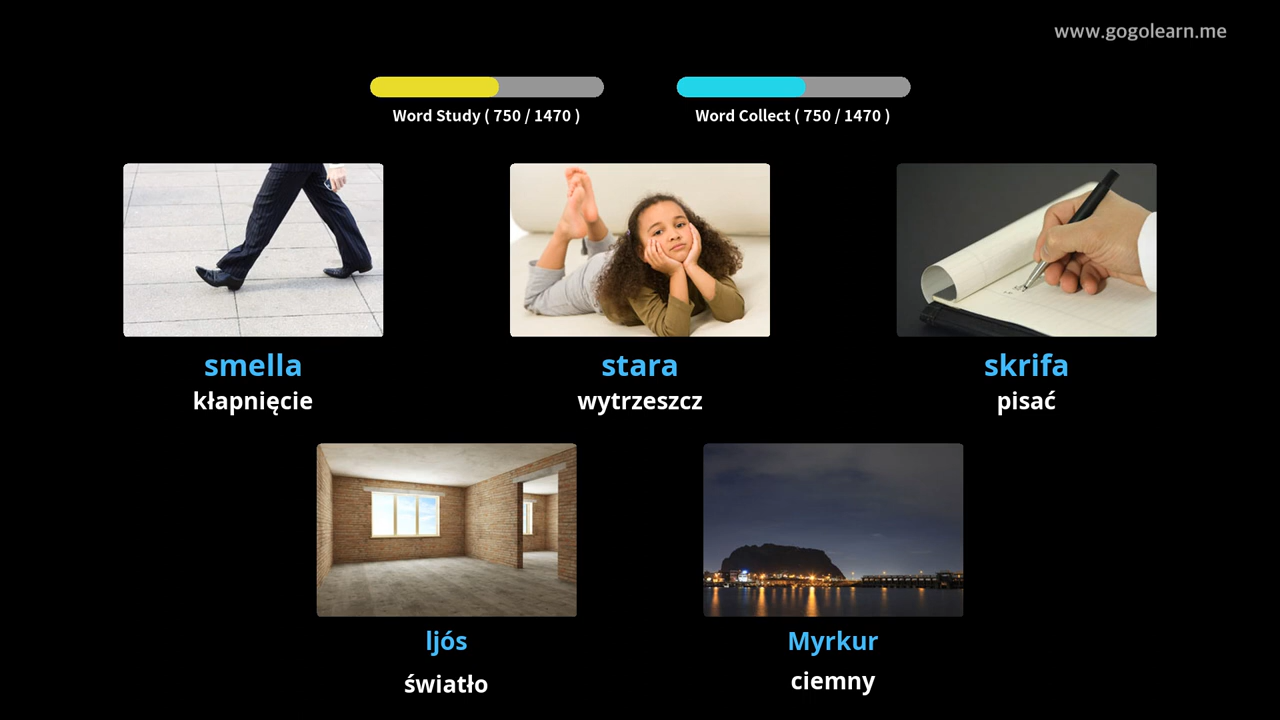 www.gogolearn.me
Word Study ( 750 / 1470 )
Word Collect ( 750 / 1470 )
smella
stara
skrifa
kłapnięcie
wytrzeszcz
pisać
ljós
Myrkur
światło
ciemny